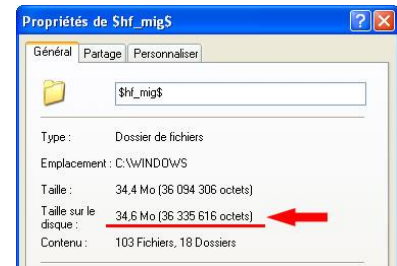 Propriétés de $hf_mig$
Général Partage Personnaliser
$hf_mig$
Type : Dossier de fichiers
Emplacement : C:\WINDOWS
Taille : 34,4 Mo (36 094 306 octets)
Taille sur le disque : 34,6 Mo (36 335 616 octets)
Contenu : 103 Fichiers, 18 Dossiers